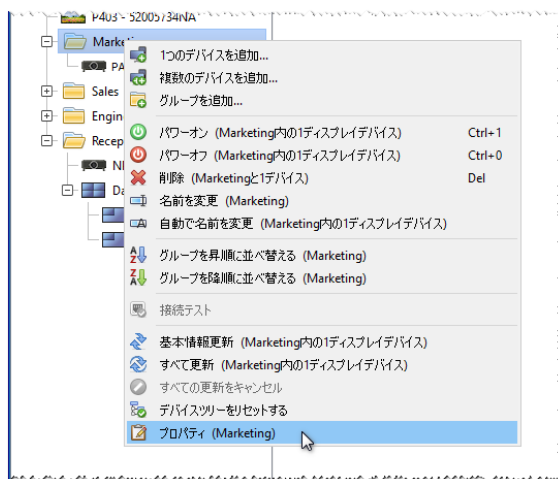 P403 - 52005734NA
Marke
1つのデバイスを追加...
PA
複数のデバイスを追加...
Sales
グループを追加...
Engin
パワーオン (Marketing内の1ディスプレイデバイス) Ctrl+1
Recep
パワーオフ (Marketing内の1ディスプレイデバイス) Ctrl+0
削除 (Marketingと1デバイス) Del
Da
名前を変更 (Marketing)
自動で名前を変更 (Marketing内の1ディスプレイデバイス)
グループを昇順に並べ替える (Marketing)
グループを降順に並べ替える (Marketing)
接続テスト
基本情報更新 (Marketing内の1ディスプレイデバイス)
すべて更新 (Marketing内の1ディスプレイデバイス)
すべての更新をキャンセル
デバイスツリーをリセットする
プロパティ (Marketing)